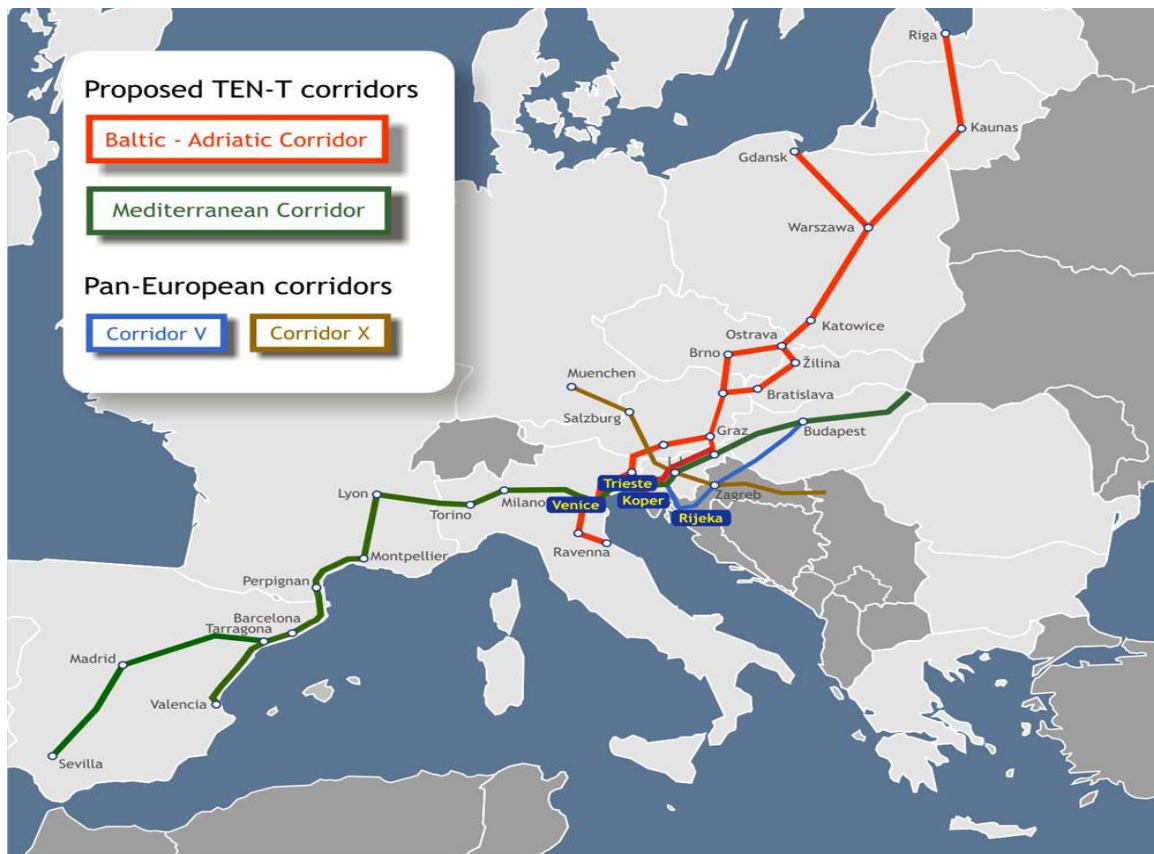 Proposed TEN-T corridors
Baltic - Adriatic Corridor
Mediterranean Corridor
Pan-European corridors
Corridor V
Corridor X
Riga
Kaunas
Gdansk
Warszawa
Katowice
Ostrava
Brno
Žilina
Muenchen
Bratislava
Salzburg
Graz
Budapest
Trieste
Zagreb
Lyon
Milano
Venice
Koper
Torino
Rijeka
Ravenna
Montpellier
Perpignan
Barcelona
Tarragona
Madrid
Valencia
Sevilla